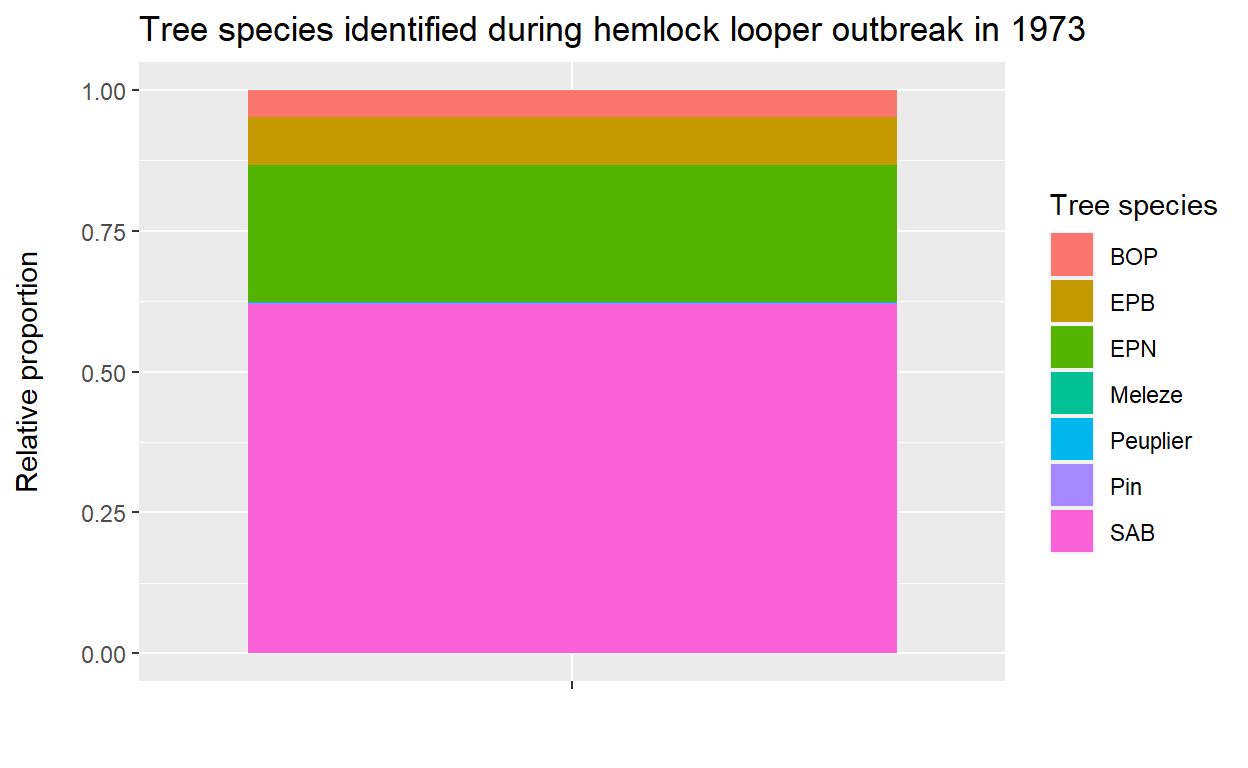 Tree species identified during hemlock looper outbreak in 1973
Relative proportion
1.00
0.75
0.50
0.25
0.00
Tree species
BOP
EPB
EPN
Meleze
Peuplier
Pin
SAB